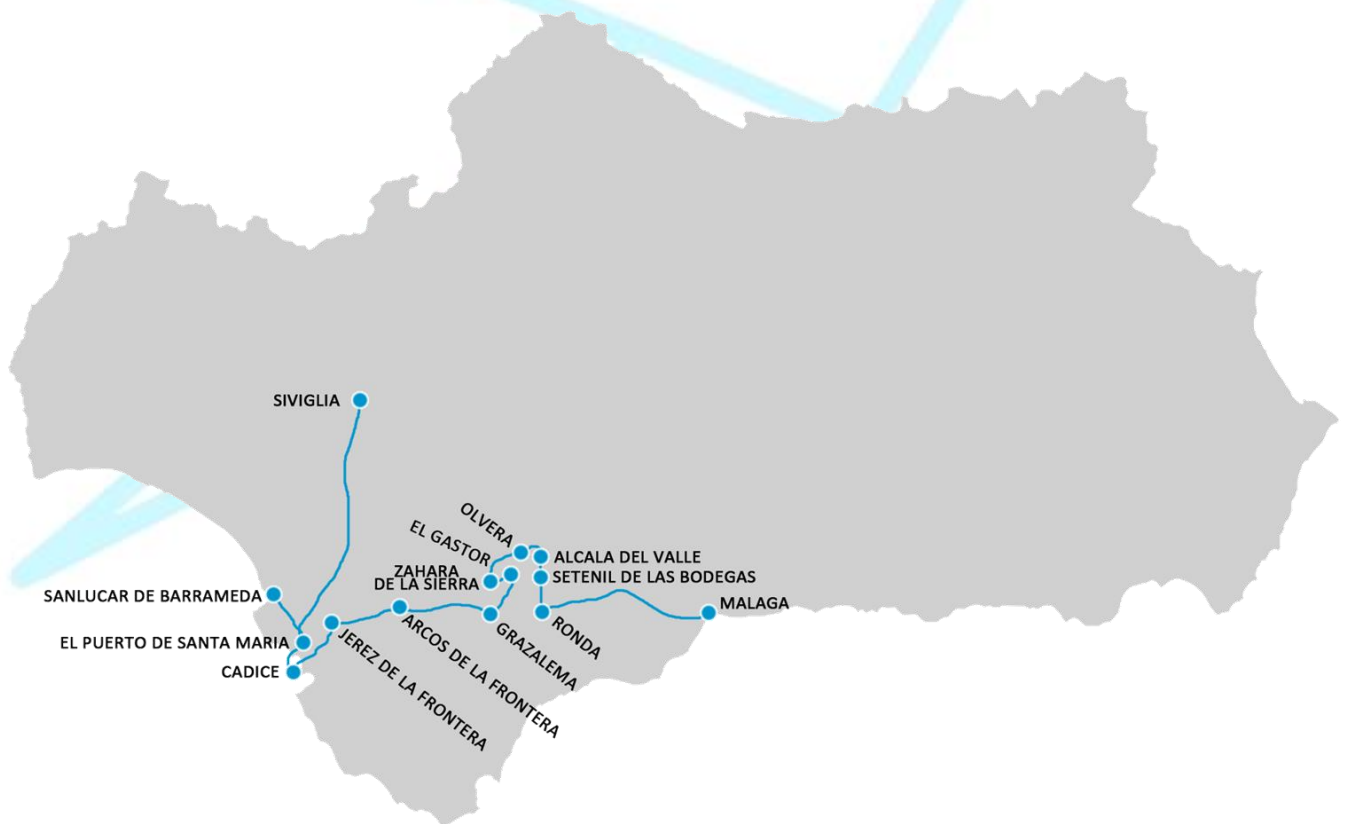 SIVIGLIA
OLVERA
EL GASTOR
ALCALA DEL VALLE
ZAHARA
DE LA SIERRA
SETENIL DE LAS BODEGAS
SANLUCAR DE BARRAMEDA
MALAGA
EL PUERTO DE SANTA MARIA
JEREZ DE LA FRONTERA
ARCOS DE LA FRONTERA
GRAZALEMA
RONDA
CADICE